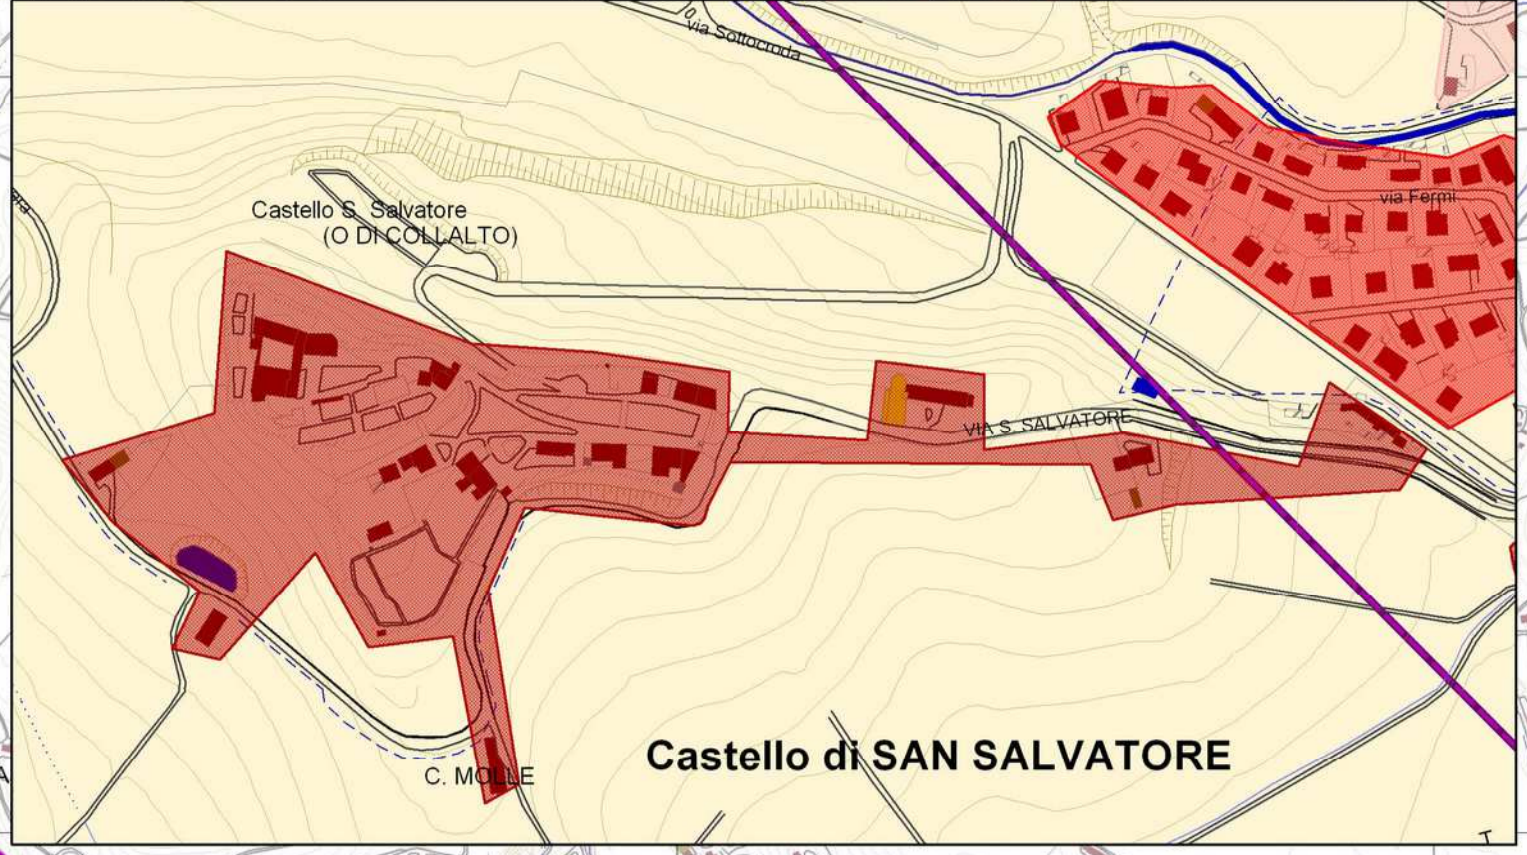 via Sottocroda
via Fermi
Castello S. Salvatore
(O DI COLLALTO)
VIA S. SALVATORE
Castello di SAN SALVATORE
C. MOLLE